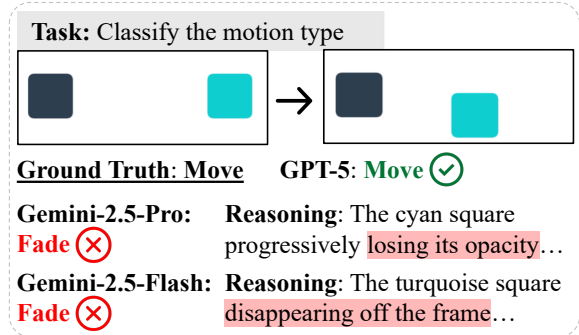 Task: Classify the motion type
Ground Truth: Move GPT-5: Move
Gemini-2.5-Pro: Reasoning: The cyan square
Fade progressively losing its opacity…
Gemini-2.5-Flash: Reasoning: The turquoise square
Fade disappearing off the frame…